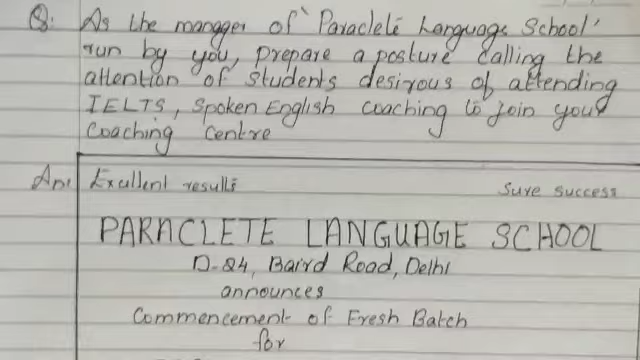 Q. As the manager of 'Paraclete Language School'
run by you, prepare a posture calling the
attention of students desirous of attending
IELTS, Spoken English coaching to join your
Coaching Centre
Ans Excellent results Sure success
PARACLETE LANGUAGE SCHOOL
D-24, Baird Road, Delhi
announces
Commencement of Fresh Batch
for